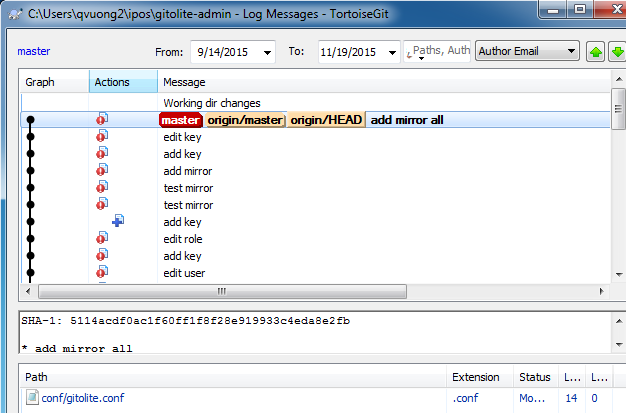 C:\Users\qvuong2\ipos\gitolite-admin - Log Messages - TortoiseGit
master From: 9/14/2015 To: 11/19/2015 Paths, Auth Author Email
Graph Actions Message
Working dir changes
master origin/master origin/HEAD add mirror all
edit key
add key
add mirror
test mirror
test mirror
add key
edit role
add key
edit user
SHA-1: 5114acdf0ac1f60ff1f8f28e919933c4eda8e2fb
* add mirror all
Path Extension Status L... L...
conf/gitolite.conf .conf Mo... 14 0